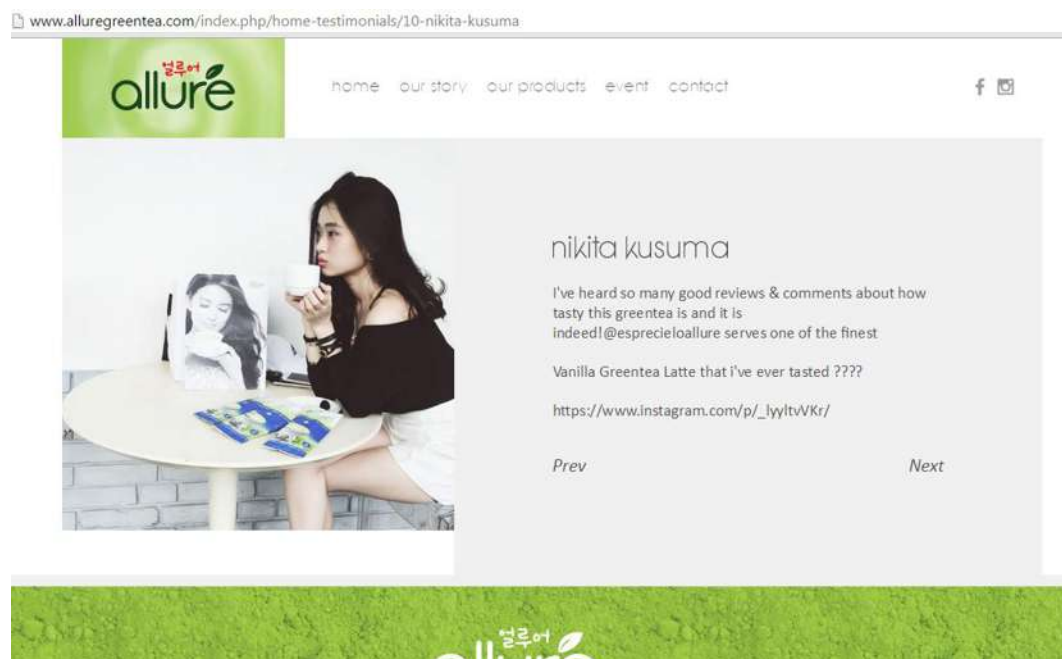 www.alluregreentea.com/index.php/home-testimonials/10-nikita-kusuma
얼루어
allure
home our story our products event contact
nikita kusuma
I've heard so many good reviews & comments about how
tasty this greentea is and it is
indeed!@esprecieloallure serves one of the finest
Vanilla Greentea Latte that i've ever tasted ????
https://www.instagram.com/p/_lyyltvVKr/
Prev Next
얼루어
allure